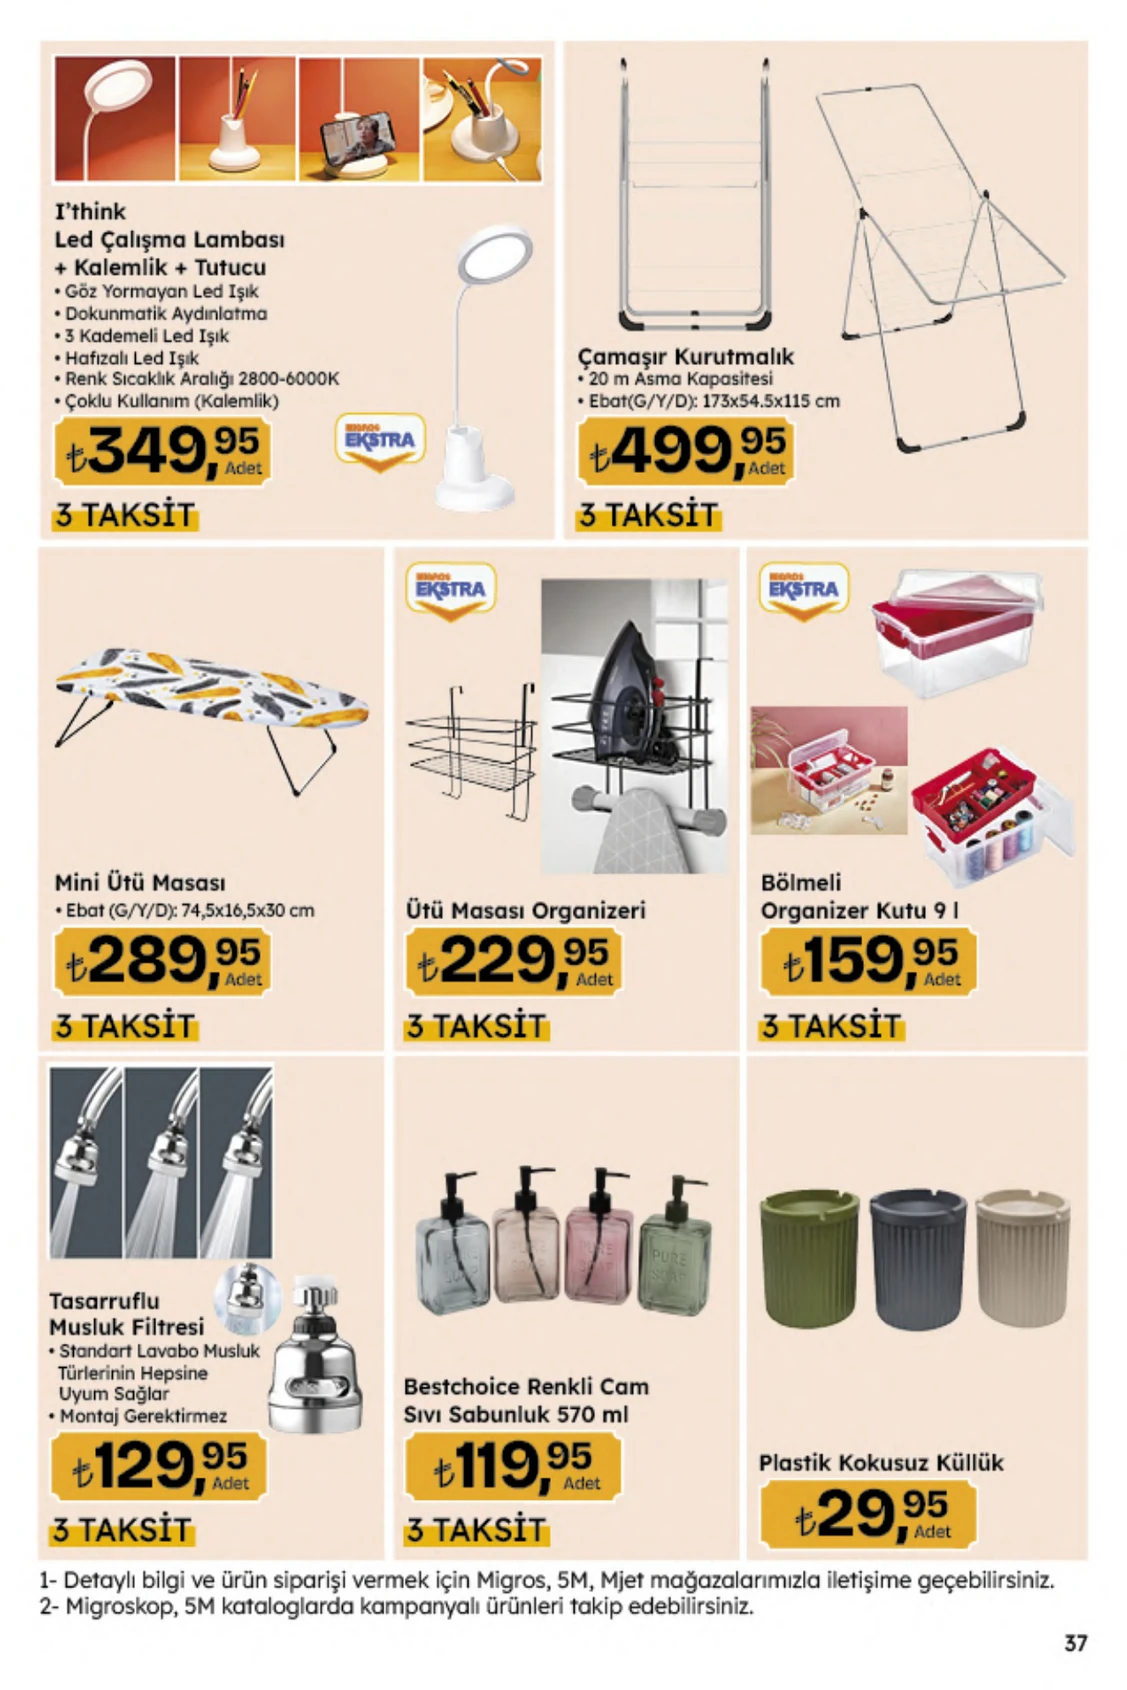 I'think
Led Çalışma Lambası
+ Kalemlik + Tutucu
• Göz Yormayan Led Işık
• Dokunmatik Aydınlatma
• 3 Kademeli Led Işık
• Hafızalı Led Işık
• Renk Sıcaklık Aralığı 2800-6000K
• Çoklu Kullanım (Kalemlik)
₺349,95
Adet
3 TAKSİT
MIGROS
EKSTRA
Çamaşır Kurutmalık
• 20 m Asma Kapasitesi
• Ebat(G/Y/D): 173x54.5x115 cm
₺499,95
Adet
3 TAKSİT
Mini Ütü Masası
• Ebat (G/Y/D): 74,5x16,5x30 cm
₺289,95
Adet
3 TAKSİT
MIGROS
EKSTRA
Ütü Masası Organizeri
₺229,95
Adet
3 TAKSİT
MIGROS
EKSTRA
Bölmeli
Organizer Kutu 9 l
₺159,95
Adet
3 TAKSİT
Tasarruflu
Musluk Filtresi
• Standart Lavabo Musluk
Türlerinin Hepsine
Uyum Sağlar
• Montaj Gerektirmez
₺129,95
Adet
3 TAKSİT
PURE
SOAP
PURE
SOAP
Bestchoice Renkli Cam
Sıvı Sabunluk 570 ml
₺119,95
Adet
3 TAKSİT
Plastik Kokusuz Küllük
₺29,95
Adet
1- Detaylı bilgi ve ürün siparişi vermek için Migros, 5M, Mjet mağazalarımızla iletişime geçebilirsiniz.
2- Migroskop, 5M kataloglarda kampanyalı ürünleri takip edebilirsiniz.
37